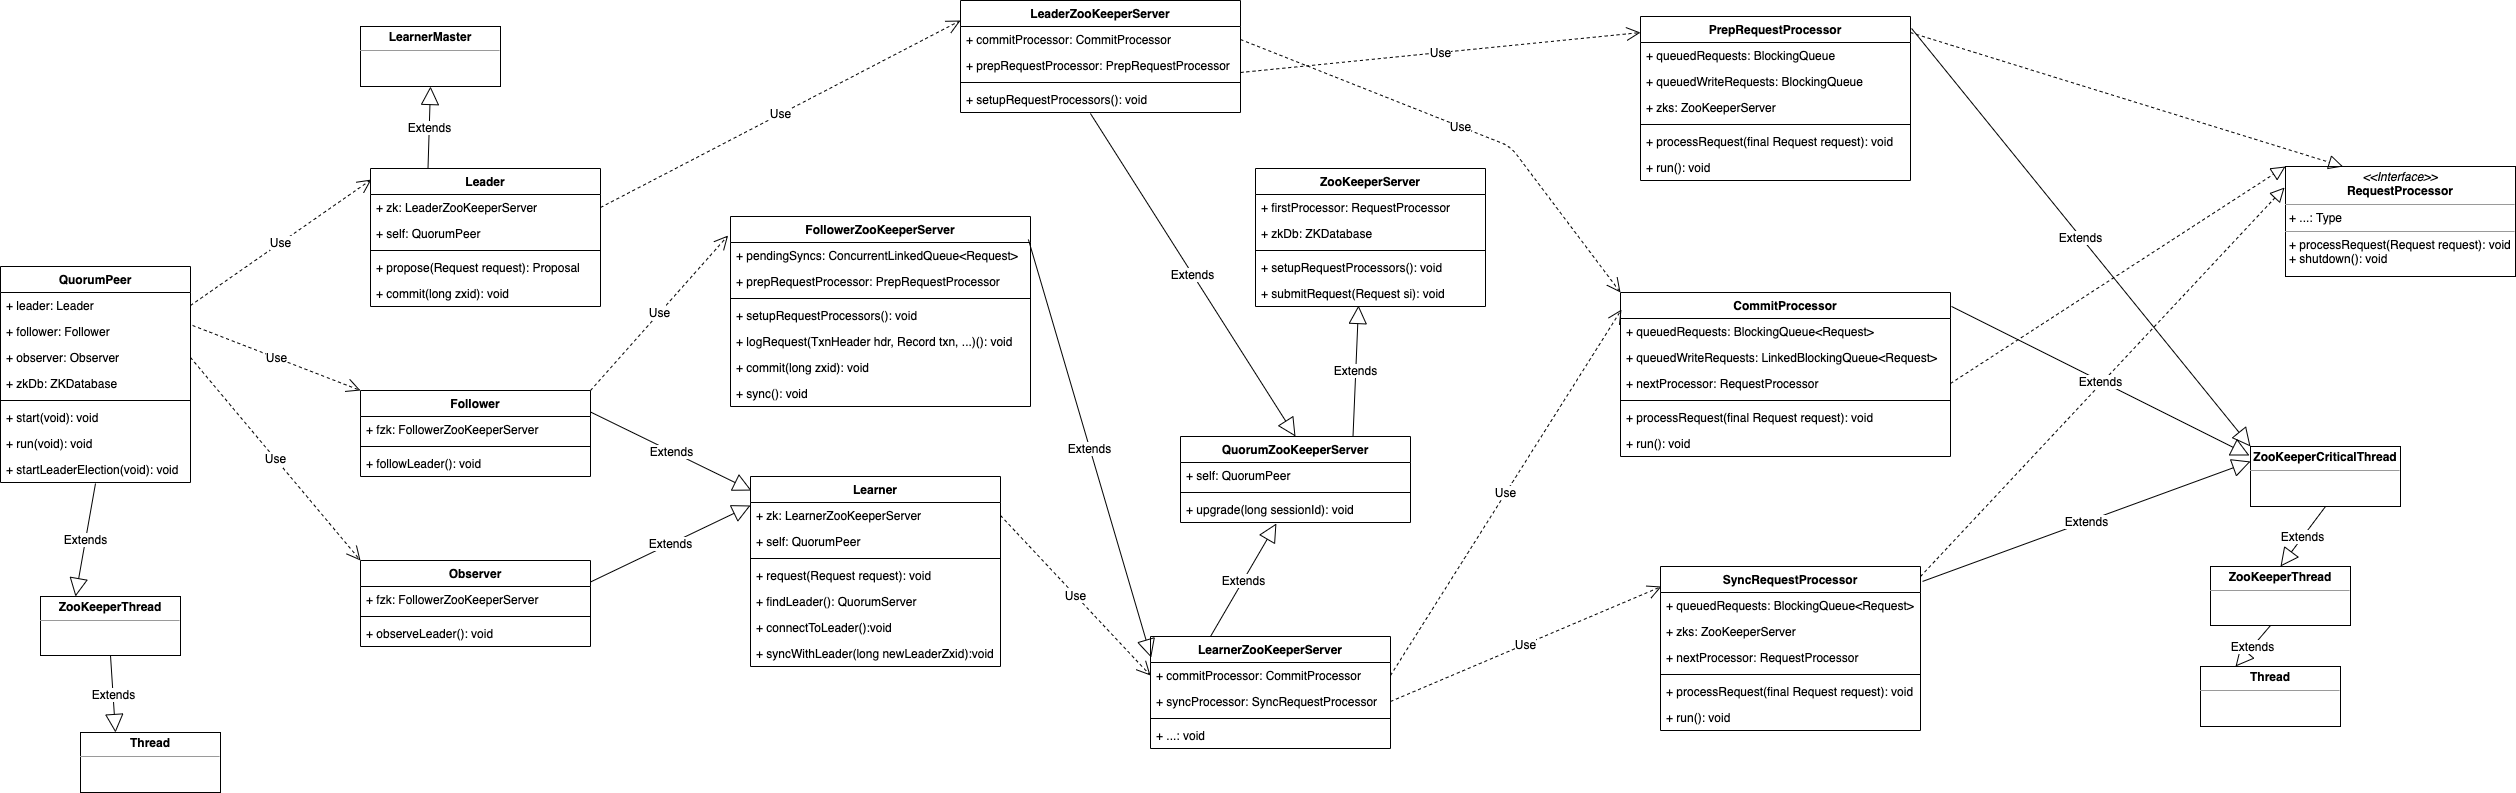 LearnerMaster
Extends
Leader
+ zk: LeaderZooKeeperServer
+ self: QuorumPeer
+ propose(Request request): Proposal
+ commit(long zxid): void
QuorumPeer
+ leader: Leader
+ follower: Follower
+ observer: Observer
+ zkDb: ZKDatabase
+ start(void): void
+ run(void): void
+ startLeaderElection(void): void
Use
Use
Use
Extends
ZooKeeperThread
Extends
Thread
Follower
+ fzk: FollowerZooKeeperServer
+ followLeader(): void
Observer
+ fzk: FollowerZooKeeperServer
+ observeLeader(): void
Use
Use
Extends
Extends
FollowerZooKeeperServer
+ pendingSyncs: ConcurrentLinkedQueue<Request>
+ prepRequestProcessor: PrepRequestProcessor
+ setupRequestProcessors(): void
+ logRequest(TxnHeader hdr, Record txn, ...)(): void
+ commit(long zxid): void
+ sync(): void
Learner
+ zk: LearnerZooKeeperServer
+ self: QuorumPeer
+ request(Request request): void
+ findLeader(): QuorumServer
+ connectToLeader():void
+ syncWithLeader(long newLeaderZxid):void
LeaderZooKeeperServer
+ commitProcessor: CommitProcessor
+ prepRequestProcessor: PrepRequestProcessor
+ setupRequestProcessors(): void
Extends
Extends
Use
ZooKeeperServer
+ firstProcessor: RequestProcessor
+ zkDb: ZKDatabase
+ setupRequestProcessors(): void
+ submitRequest(Request si): void
Extends
QuorumZooKeeperServer
+ self: QuorumPeer
+ upgrade(long sessionId): void
Extends
LearnerZooKeeperServer
+ commitProcessor: CommitProcessor
+ syncProcessor: SyncRequestProcessor
+ ...: void
Use
Use
Use
Use
PrepRequestProcessor
+ queuedRequests: BlockingQueue
+ queuedWriteRequests: BlockingQueue
+ zks: ZooKeeperServer
+ processRequest(final Request request): void
+ run(): void
CommitProcessor
+ queuedRequests: BlockingQueue<Request>
+ queuedWriteRequests: LinkedBlockingQueue<Request>
+ nextProcessor: RequestProcessor
+ processRequest(final Request request): void
+ run(): void
SyncRequestProcessor
+ queuedRequests: BlockingQueue<Request>
+ zks: ZooKeeperServer
+ nextProcessor: RequestProcessor
+ processRequest(final Request request): void
+ run(): void
Extends
Extends
Extends
<<Interface>>
RequestProcessor
+ ...: Type
+ processRequest(Request request): void
+ shutdown(): void
ZooKeeperCriticalThread
Extends
ZooKeeperThread
Extends
Thread